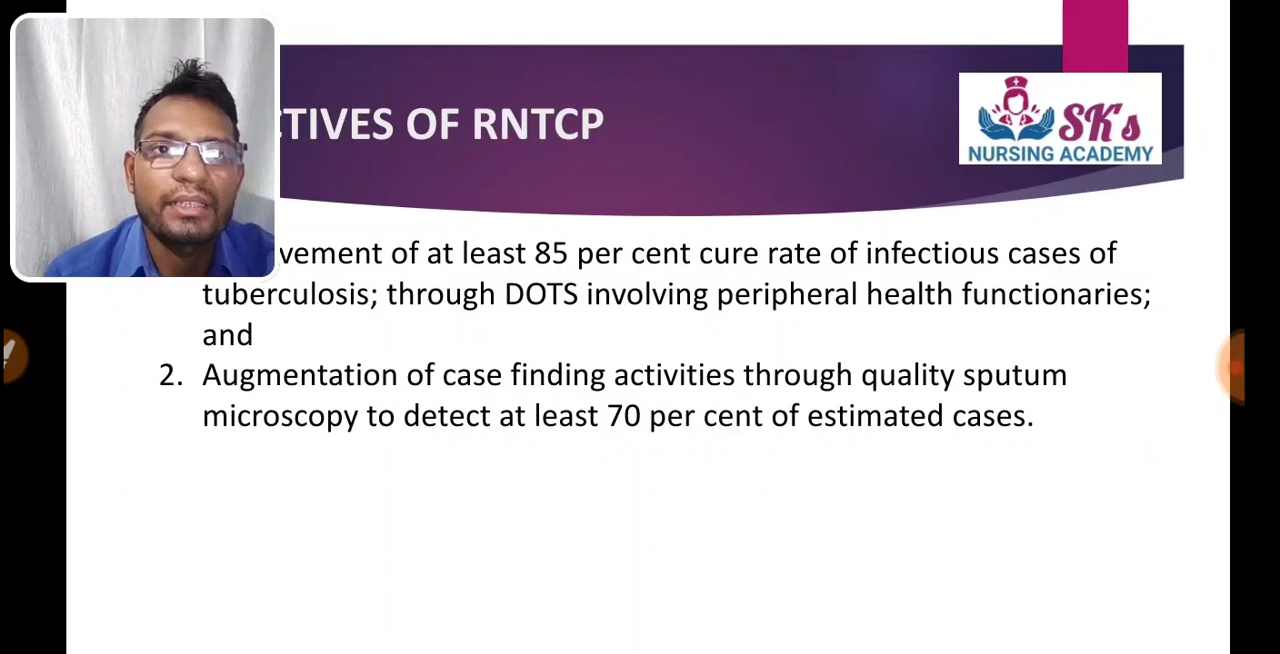 CTIVES OF RNTCP
SK's
NURSING ACADEMY
vement of at least 85 per cent cure rate of infectious cases of
tuberculosis; through DOTS involving peripheral health functionaries;
and
2. Augmentation of case finding activities through quality sputum
microscopy to detect at least 70 per cent of estimated cases.